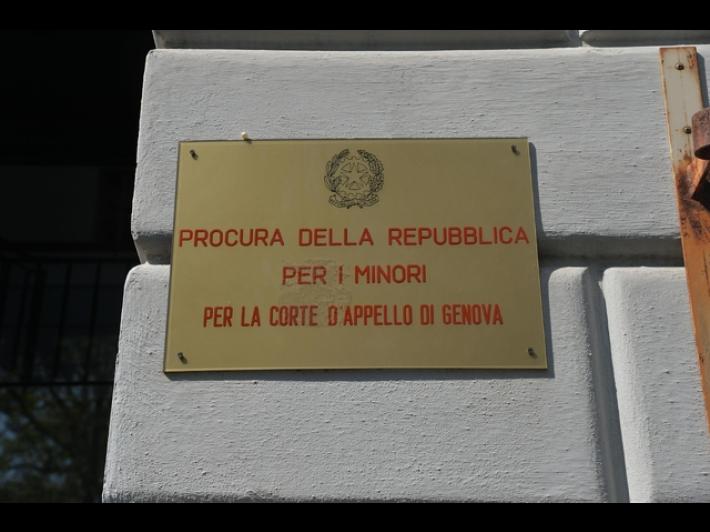 PROCURA DELLA REPUBBLICA
PER I MINORI
PER LA CORTE D'APPELLO DI GENOVA